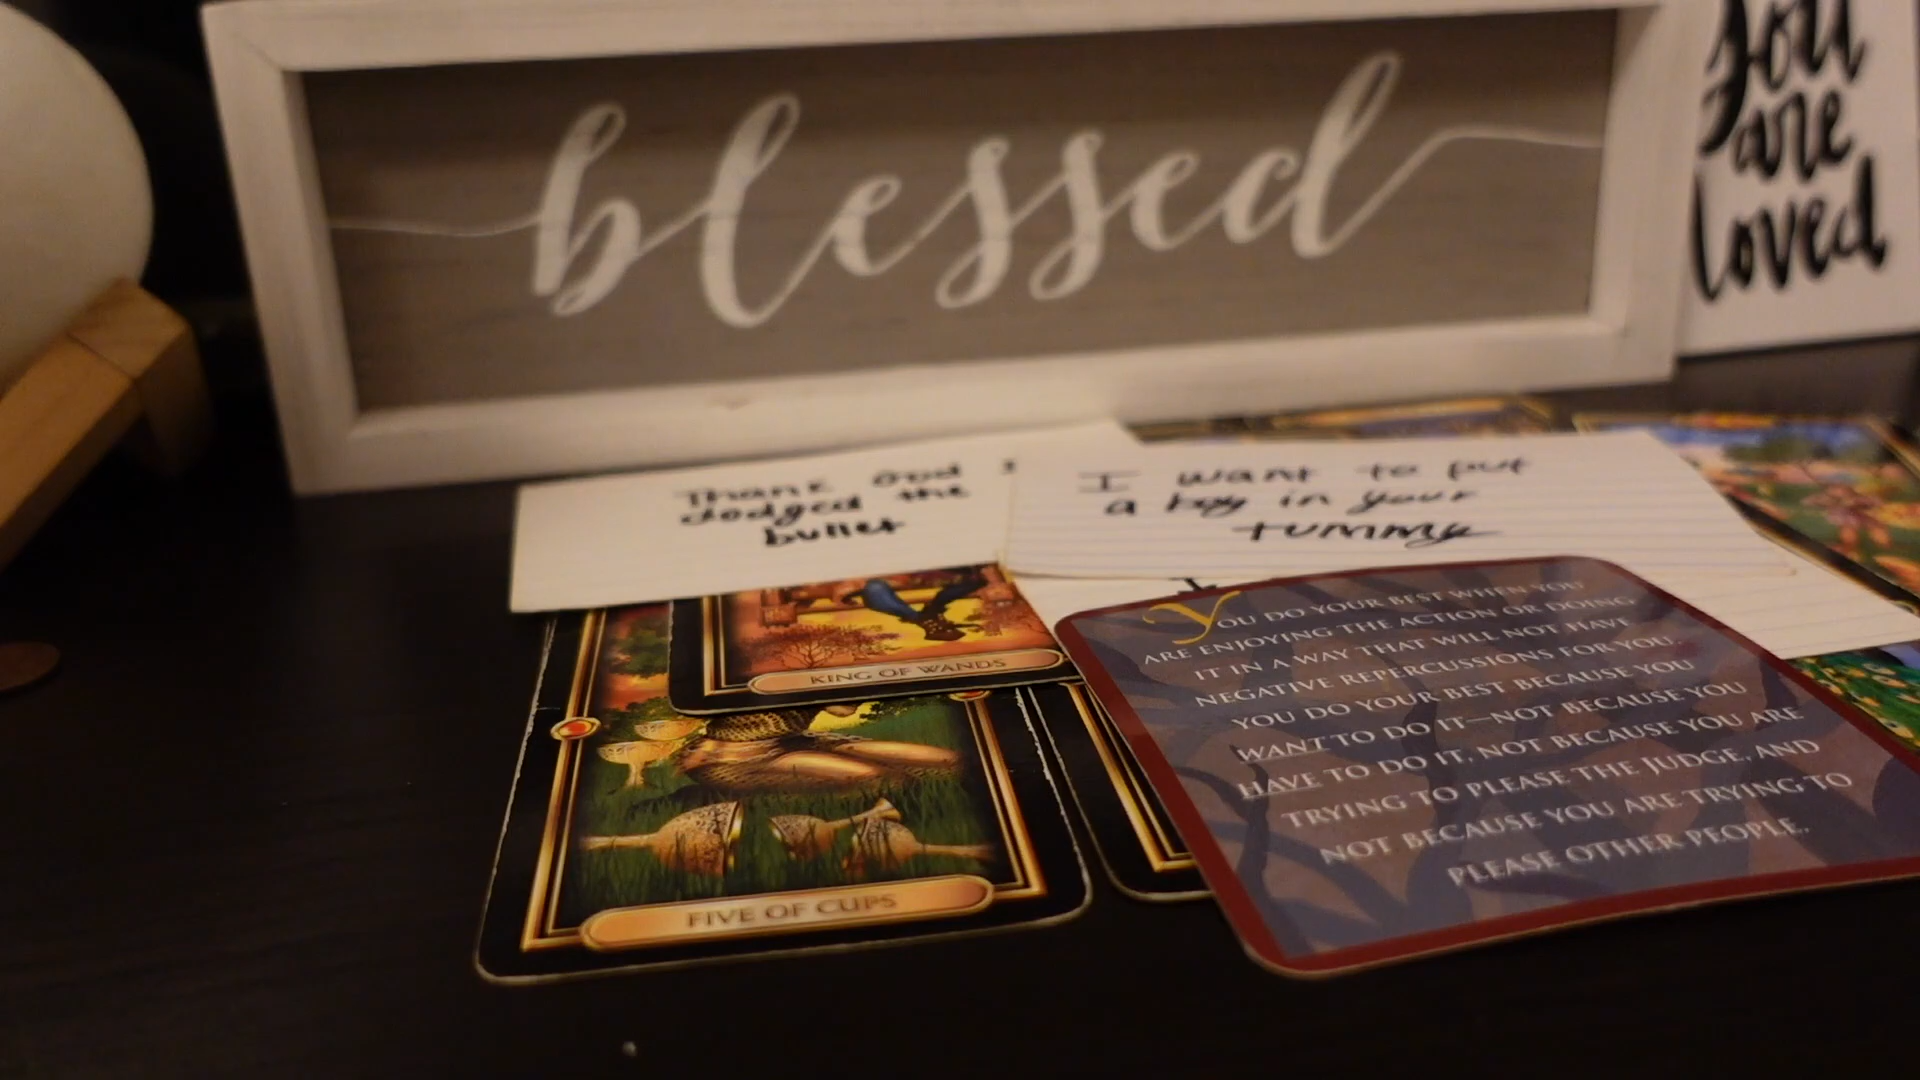 blessed
You
are
loved
Thank God I
dodged the
bullet
I want to put
a boy in your
tummy
KING OF WANDS
FIVE OF CUPS
YOU DO YOUR BEST WHEN YOU
ARE ENJOYING THE ACTION OR DOING
IT IN A WAY THAT WILL NOT HAVE
NEGATIVE REPERCUSSIONS FOR YOU.
YOU DO YOUR BEST BECAUSE YOU
WANT TO DO IT—NOT BECAUSE YOU
HAVE TO DO IT, NOT BECAUSE YOU ARE
TRYING TO PLEASE THE JUDGE, AND
NOT BECAUSE YOU ARE TRYING TO
PLEASE OTHER PEOPLE.